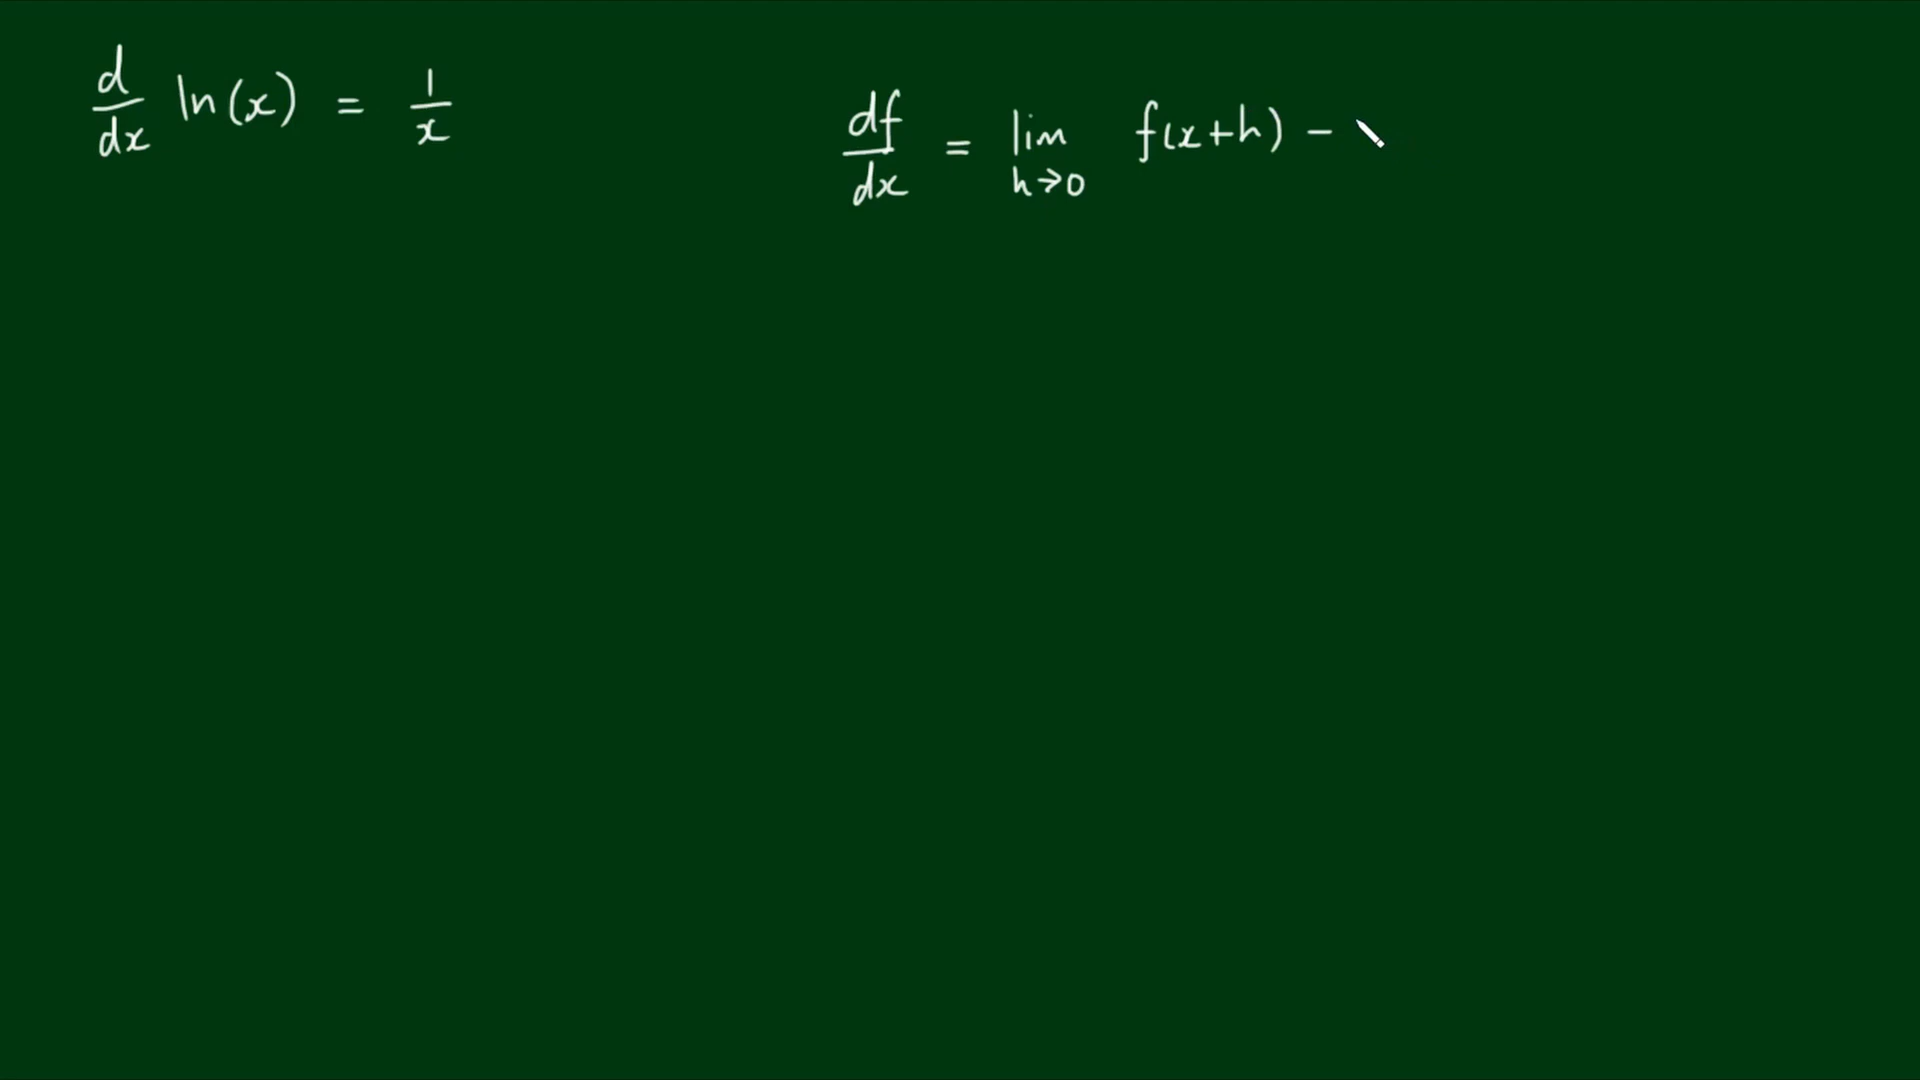 d/dx ln(x) = 1/x
df/dx = lim h→0 f(x+h) −